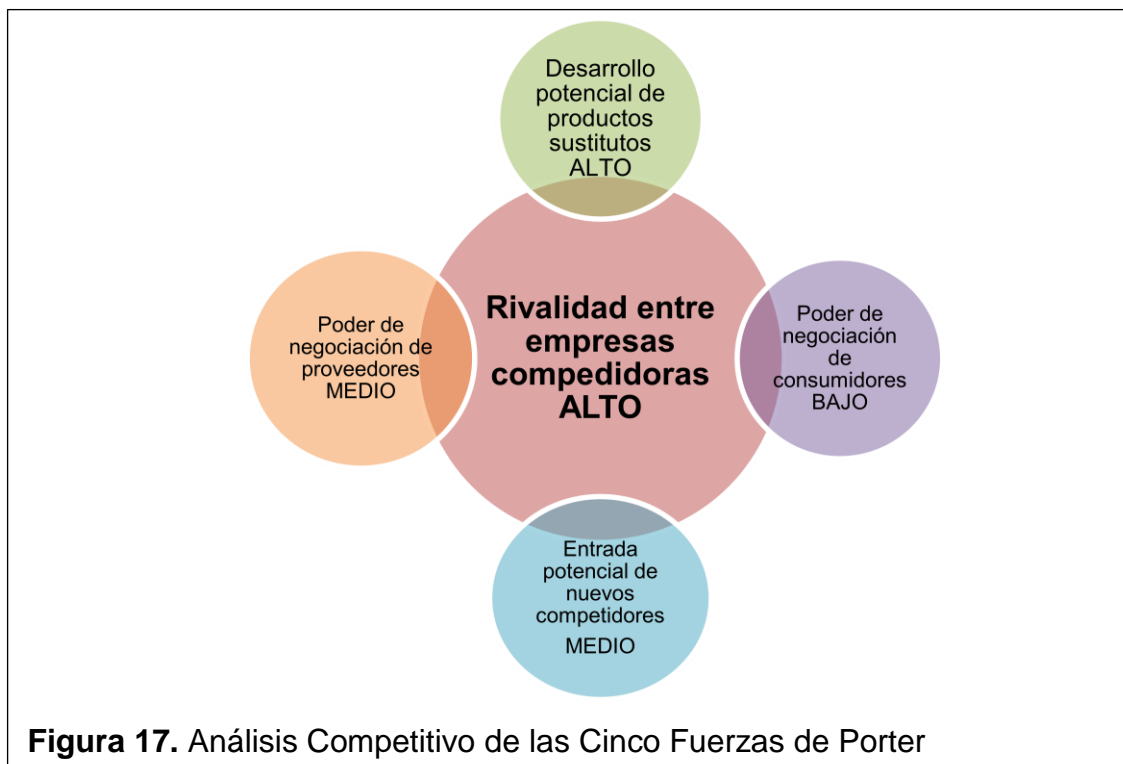 Desarrollo
potencial de
productos
sustitutos
ALTO
Poder de
negociación de
proveedores
MEDIO
Rivalidad entre
empresas
compedidoras
ALTO
Poder de
negociación
de
consumidores
BAJO
Entrada
potencial de
nuevos
competidores
MEDIO
Figura 17. Análisis Competitivo de las Cinco Fuerzas de Porter